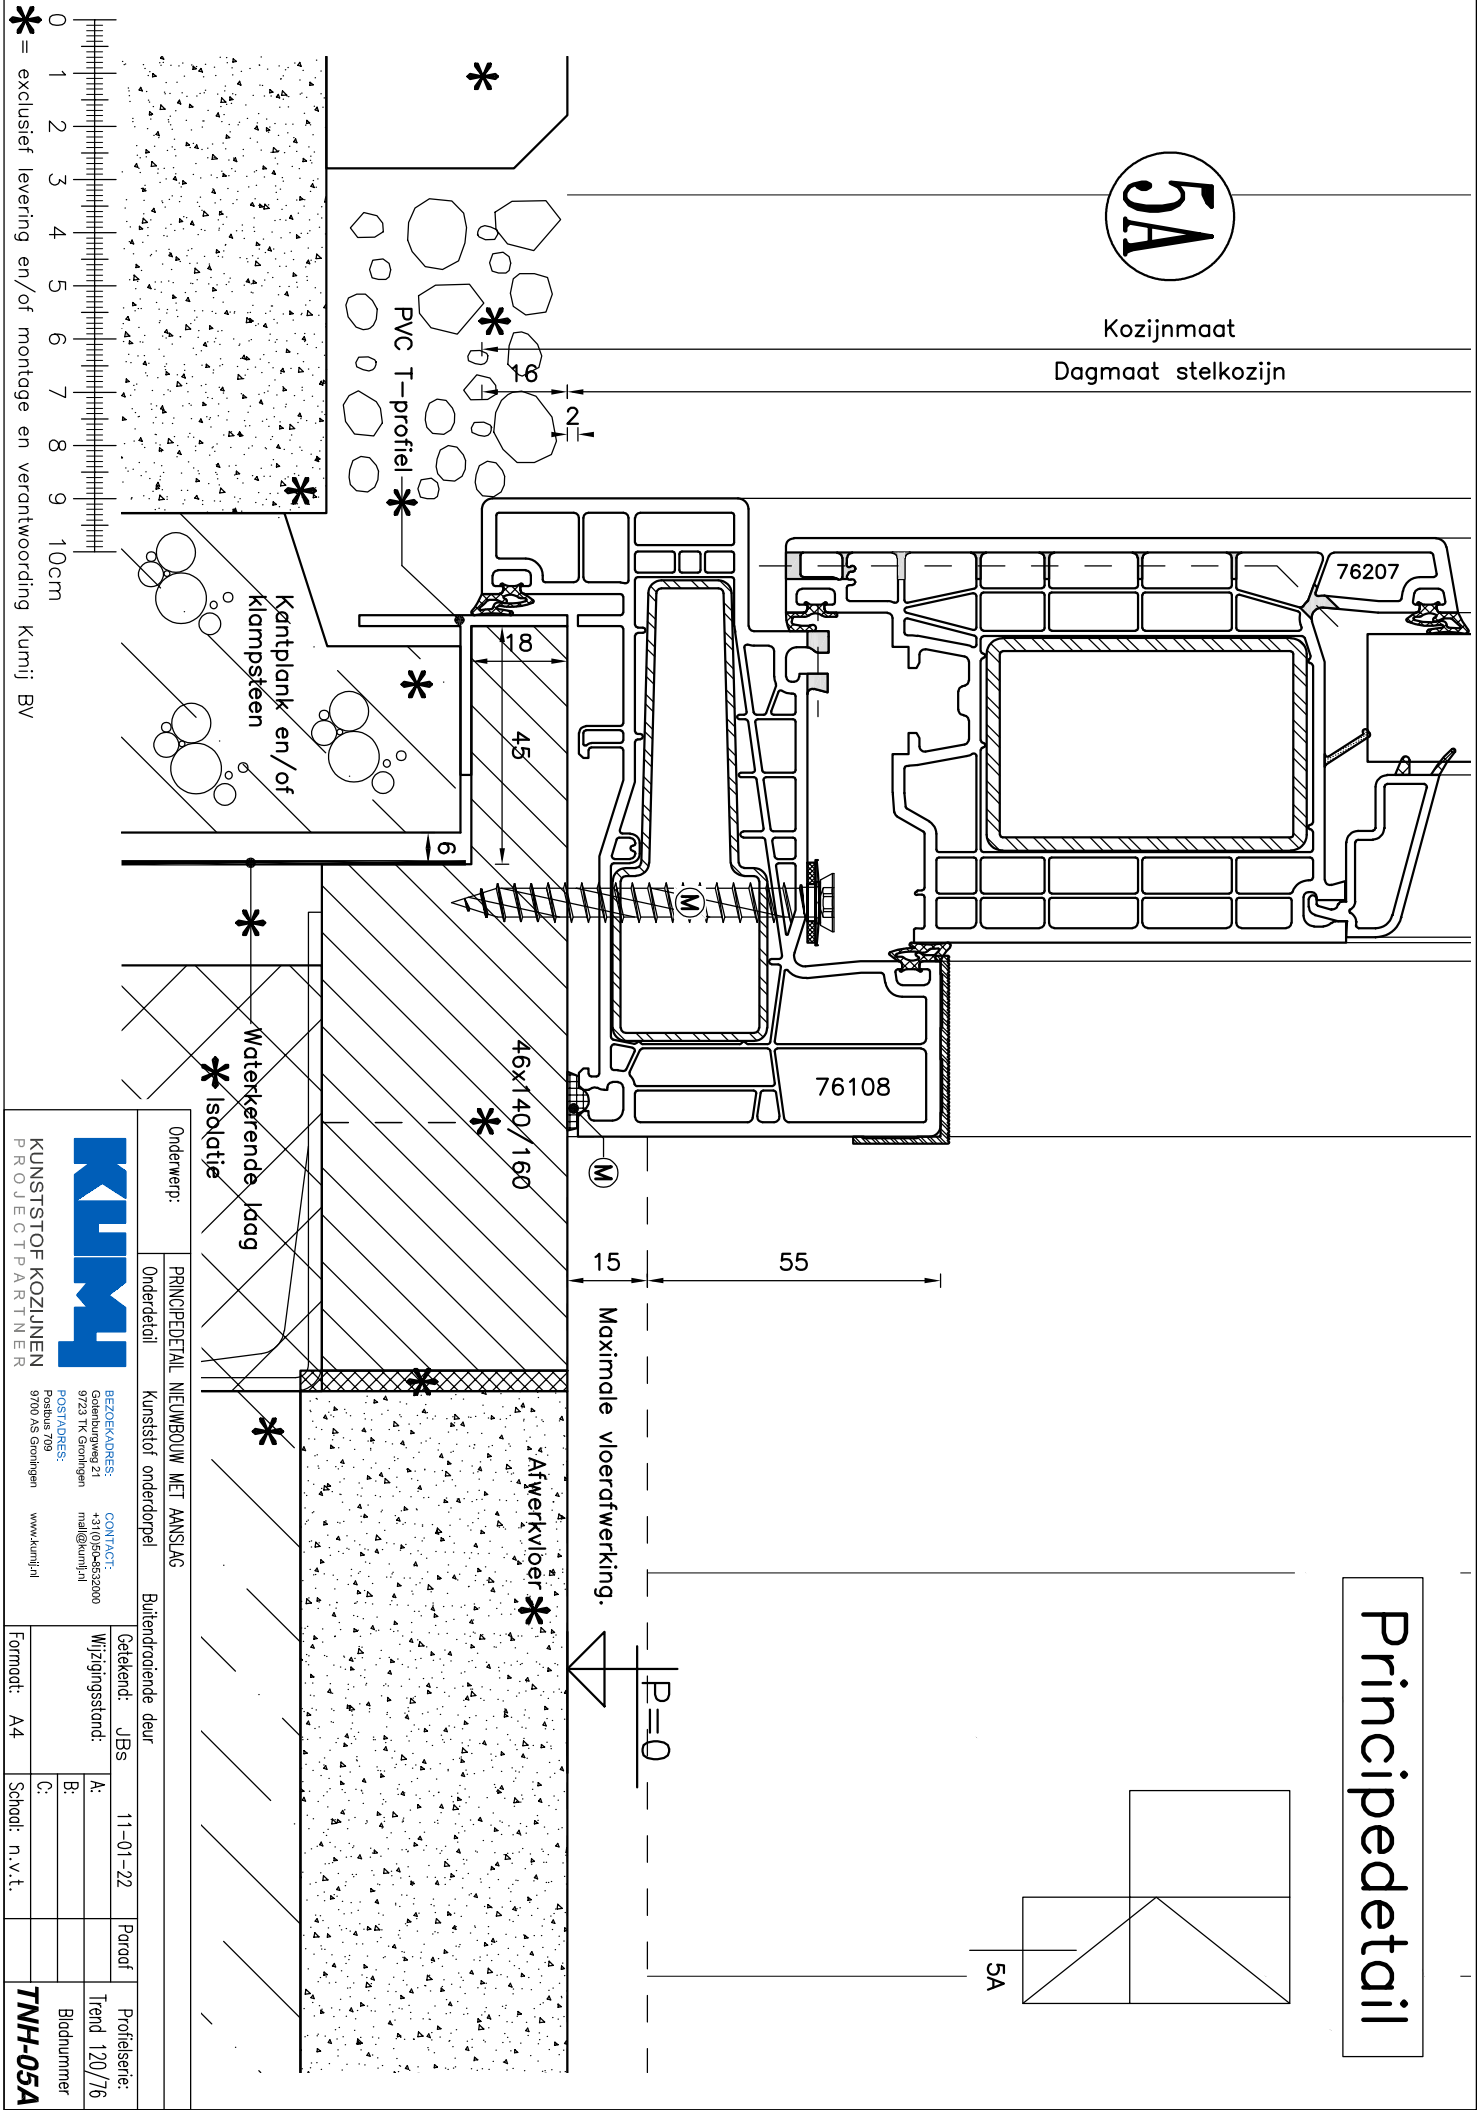 Principedetail
5A
Kozijnmaat
Dagmaat stelkozijn
16
2
76207
76108
PVC T-profiel
18
45
6
M
M
46x140/160
15
55
Maximale vloerafwerking.
P=0
5A
Afwerkvloer
Kantplank en/of
klampsteen
Waterkerende laag
Isolatie
0 1 2 3 4 5 6 7 8 9 10cm
* = exclusief levering en/of montage en verantwoording Kumij BV
Onderwerp:
PRINCIPEDETAIL NIEUWBOUW MET AANSLAG
Onderdetail Kunststof onderdorpel Buitendraaiende deur
KUMIJ
KUNSTSTOF KOZIJNEN
PROJECTPARTNER
BEZOEKADRES:
Gotenburgweg 21
9723 TK Groningen
POSTADRES:
Postbus 709
9700 AS Groningen
CONTACT:
+31(0)50-8532000
mail@kumij.nl
www.kumij.nl
Getekend: JBs 11-01-22 Paraaf
Wijzigingsstand: A:
B:
C:
Formaat: A4 Schaal: n.v.t.
Profielserie:
Trend 120/76
Bladnummer
TNH-05A